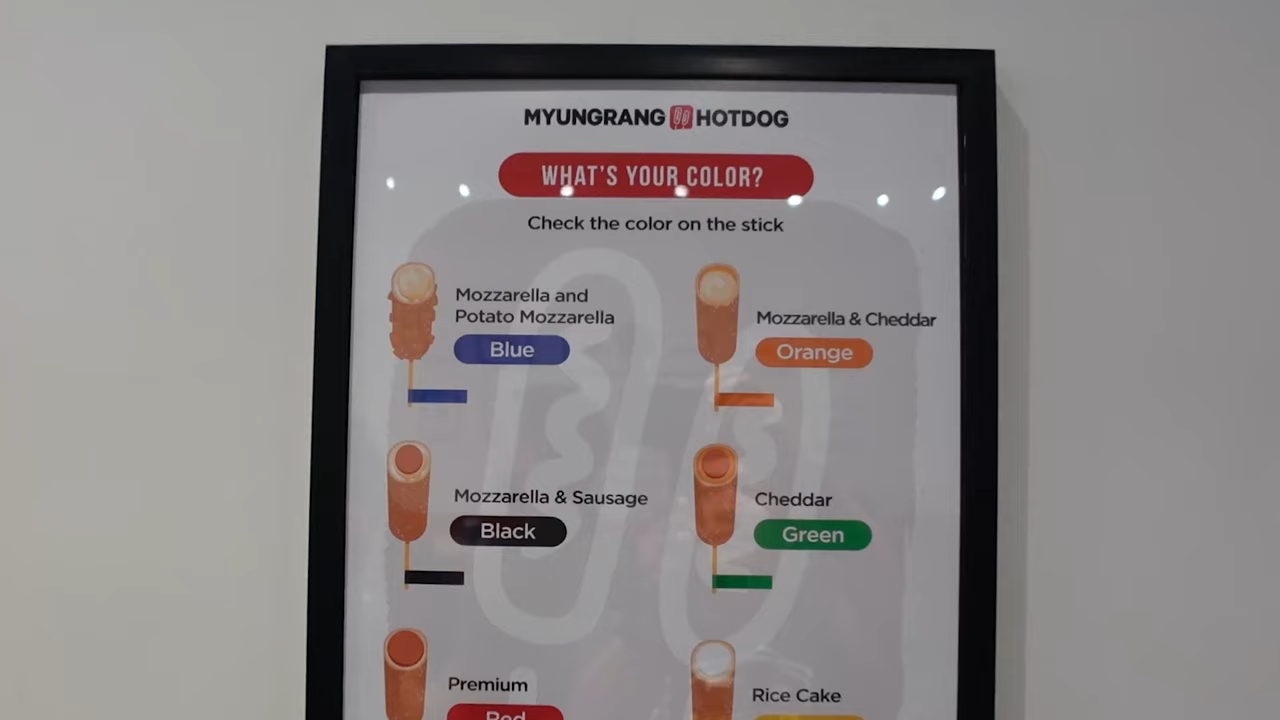 MYUNGRANG HOTDOG
WHAT'S YOUR COLOR?
Check the color on the stick
Mozzarella and
Potato Mozzarella
Blue
Mozzarella & Cheddar
Orange
Mozzarella & Sausage
Black
Cheddar
Green
Premium
Red
Rice Cake